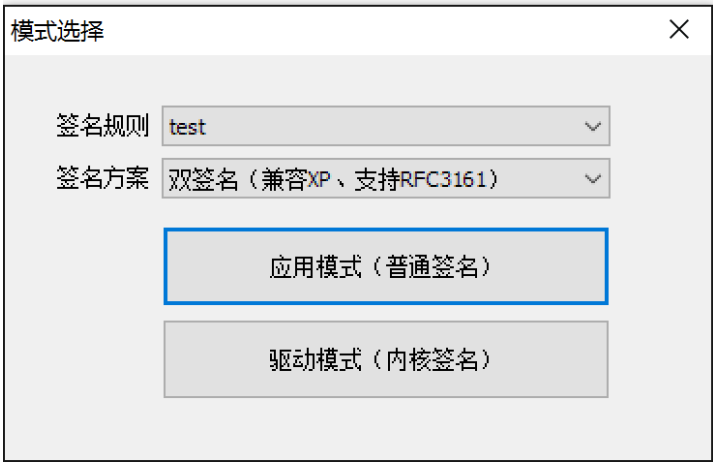 模式选择
签名规则 test
签名方案 双签名（兼容XP、支持RFC3161）
应用模式（普通签名）
驱动模式（内核签名）